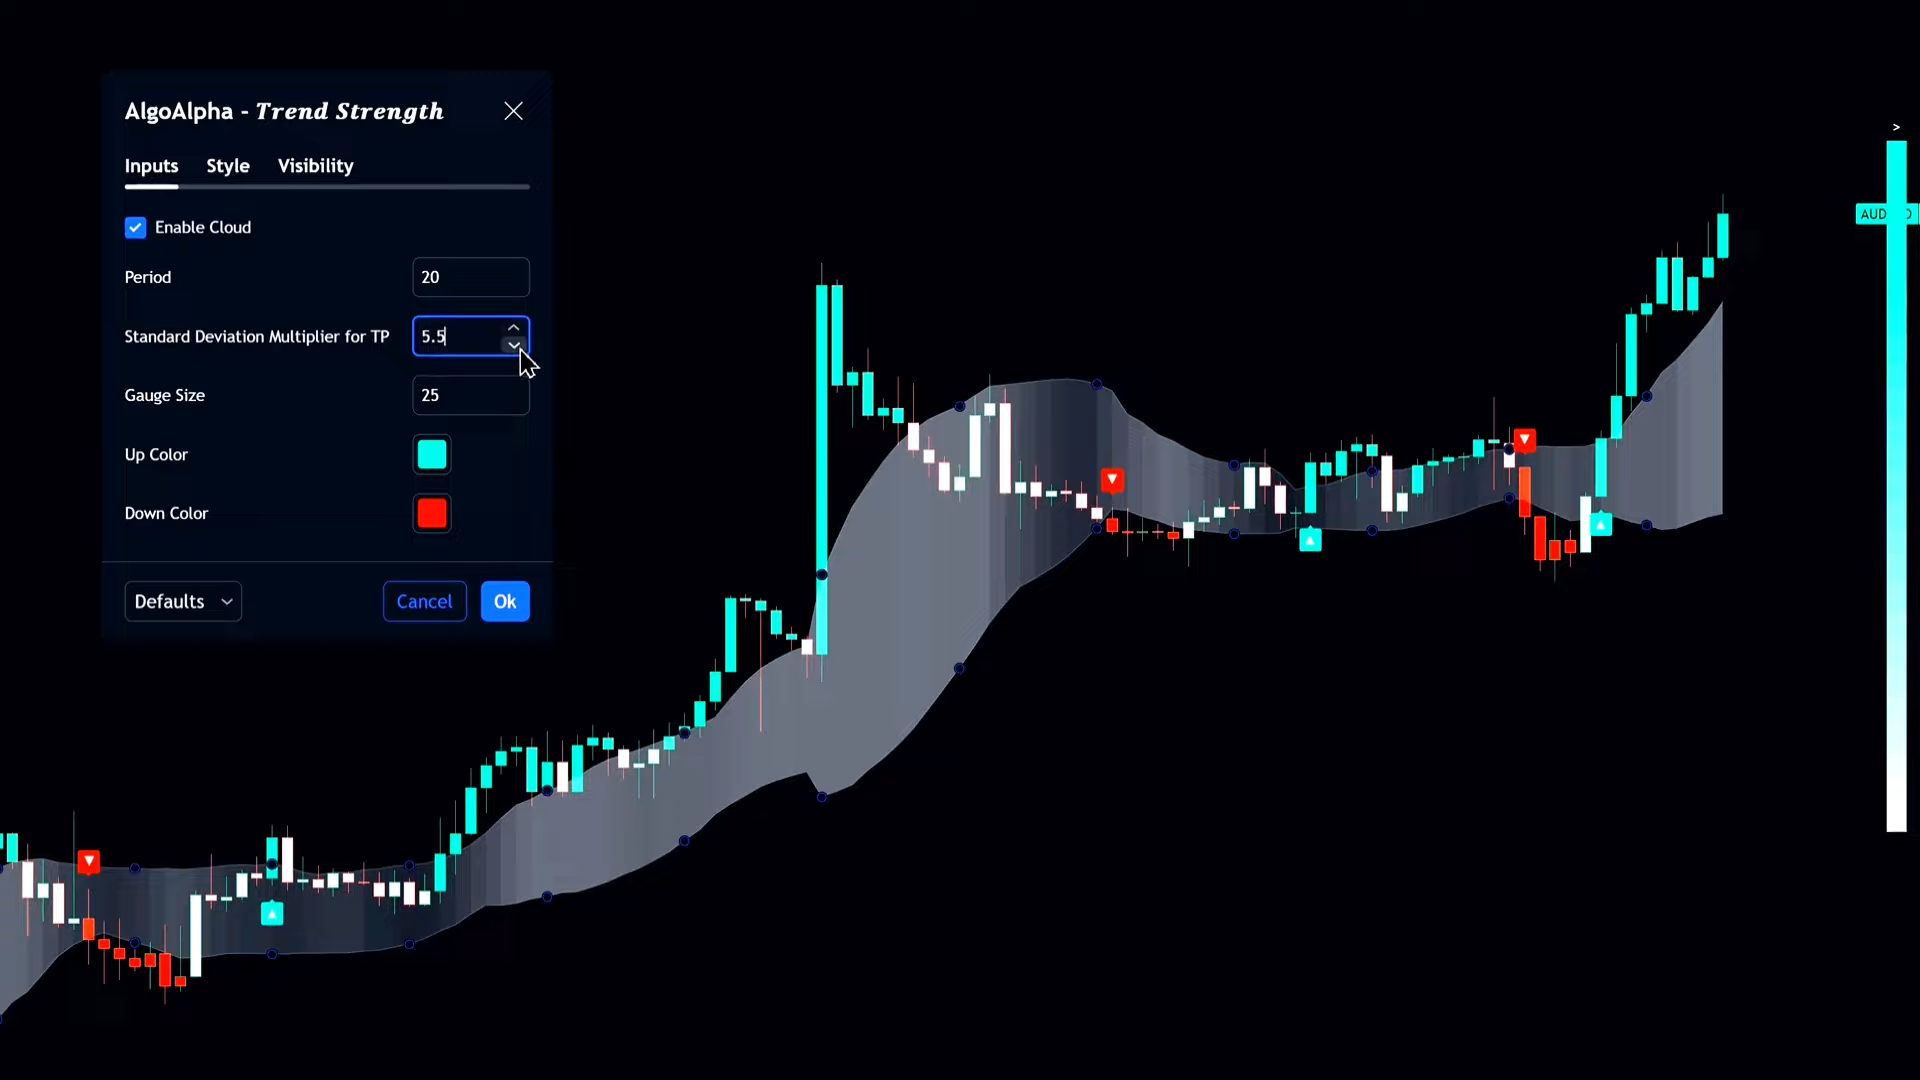 AlgoAlpha - Trend Strength
Inputs Style Visibility
Enable Cloud
Period 20
Standard Deviation Multiplier for TP 5.5
Gauge Size 25
Up Color
Down Color
Defaults Cancel Ok
>